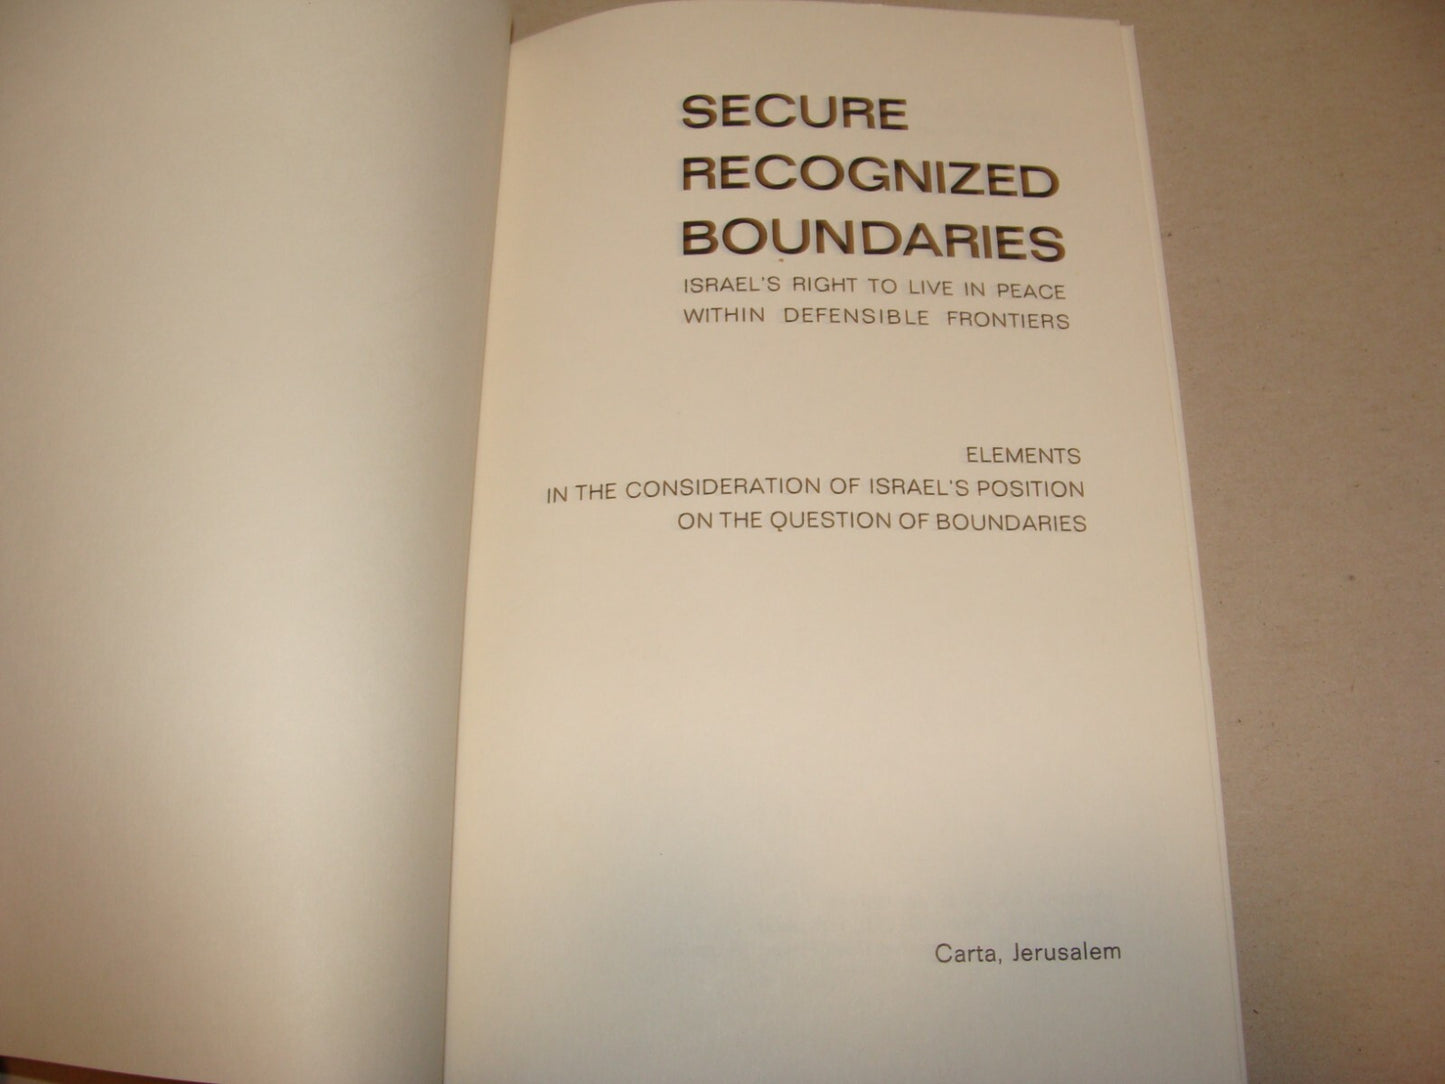 SECURE
RECOGNIZED
BOUNDARIES
ISRAEL'S RIGHT TO LIVE IN PEACE
WITHIN DEFENSIBLE FRONTIERS
ELEMENTS
IN THE CONSIDERATION OF ISRAEL'S POSITION
ON THE QUESTION OF BOUNDARIES
Carta, Jerusalem